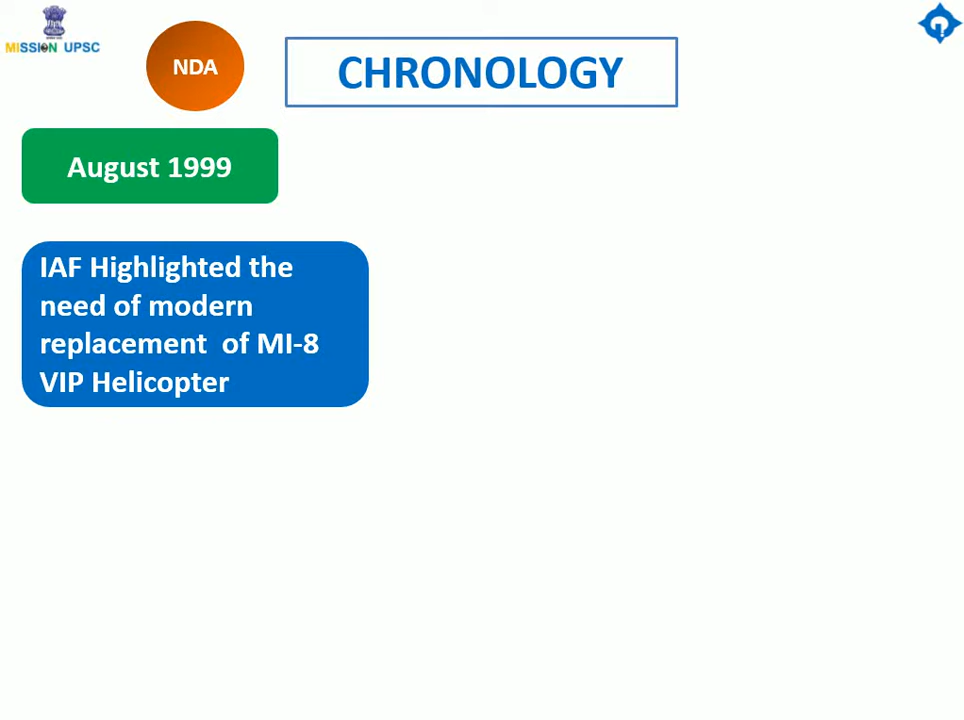 MISSION UPSC
NDA
CHRONOLOGY
August 1999
IAF Highlighted the
need of modern
replacement of MI-8
VIP Helicopter